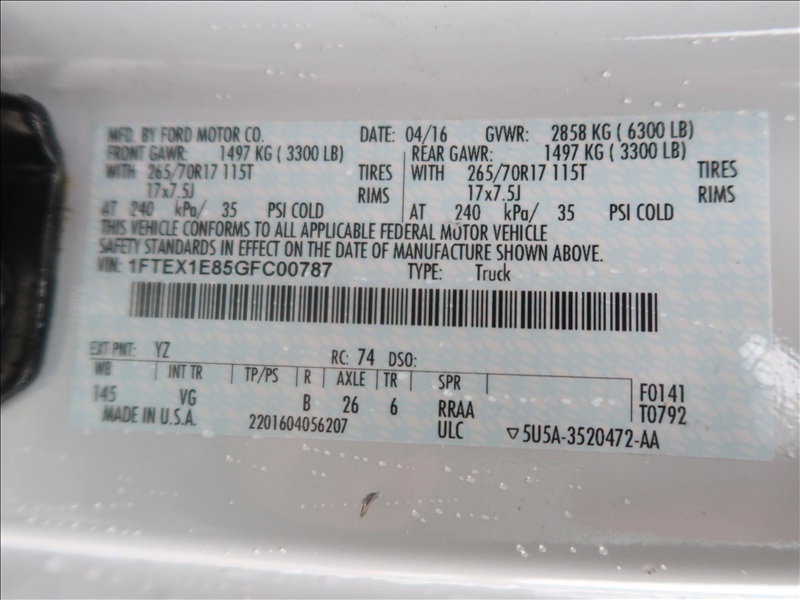 MFD. BY FORD MOTOR CO. DATE: 04/16 GVWR: 2858 KG ( 6300 LB)
FRONT GAWR: 1497 KG ( 3300 LB) REAR GAWR: 1497 KG ( 3300 LB)
WITH 265/70R17 115T TIRES WITH 265/70R17 115T TIRES
17x7.5J RIMS 17x7.5J RIMS
AT 240 kPa/ 35 PSI COLD AT 240 kPa/ 35 PSI COLD
THIS VEHICLE CONFORMS TO ALL APPLICABLE FEDERAL MOTOR VEHICLE
SAFETY STANDARDS IN EFFECT ON THE DATE OF MANUFACTURE SHOWN ABOVE.
VIN: 1FTEX1E85GFC00787 TYPE: Truck
EXT PNT: YZ RC: 74 DSO:
WB INT TR TP/PS R AXLE TR SPR
145 VG B 26 6 RRAA F0141
T0792
MADE IN U.S.A. 2201604056207 ULC ▽5U5A-3520472-AA